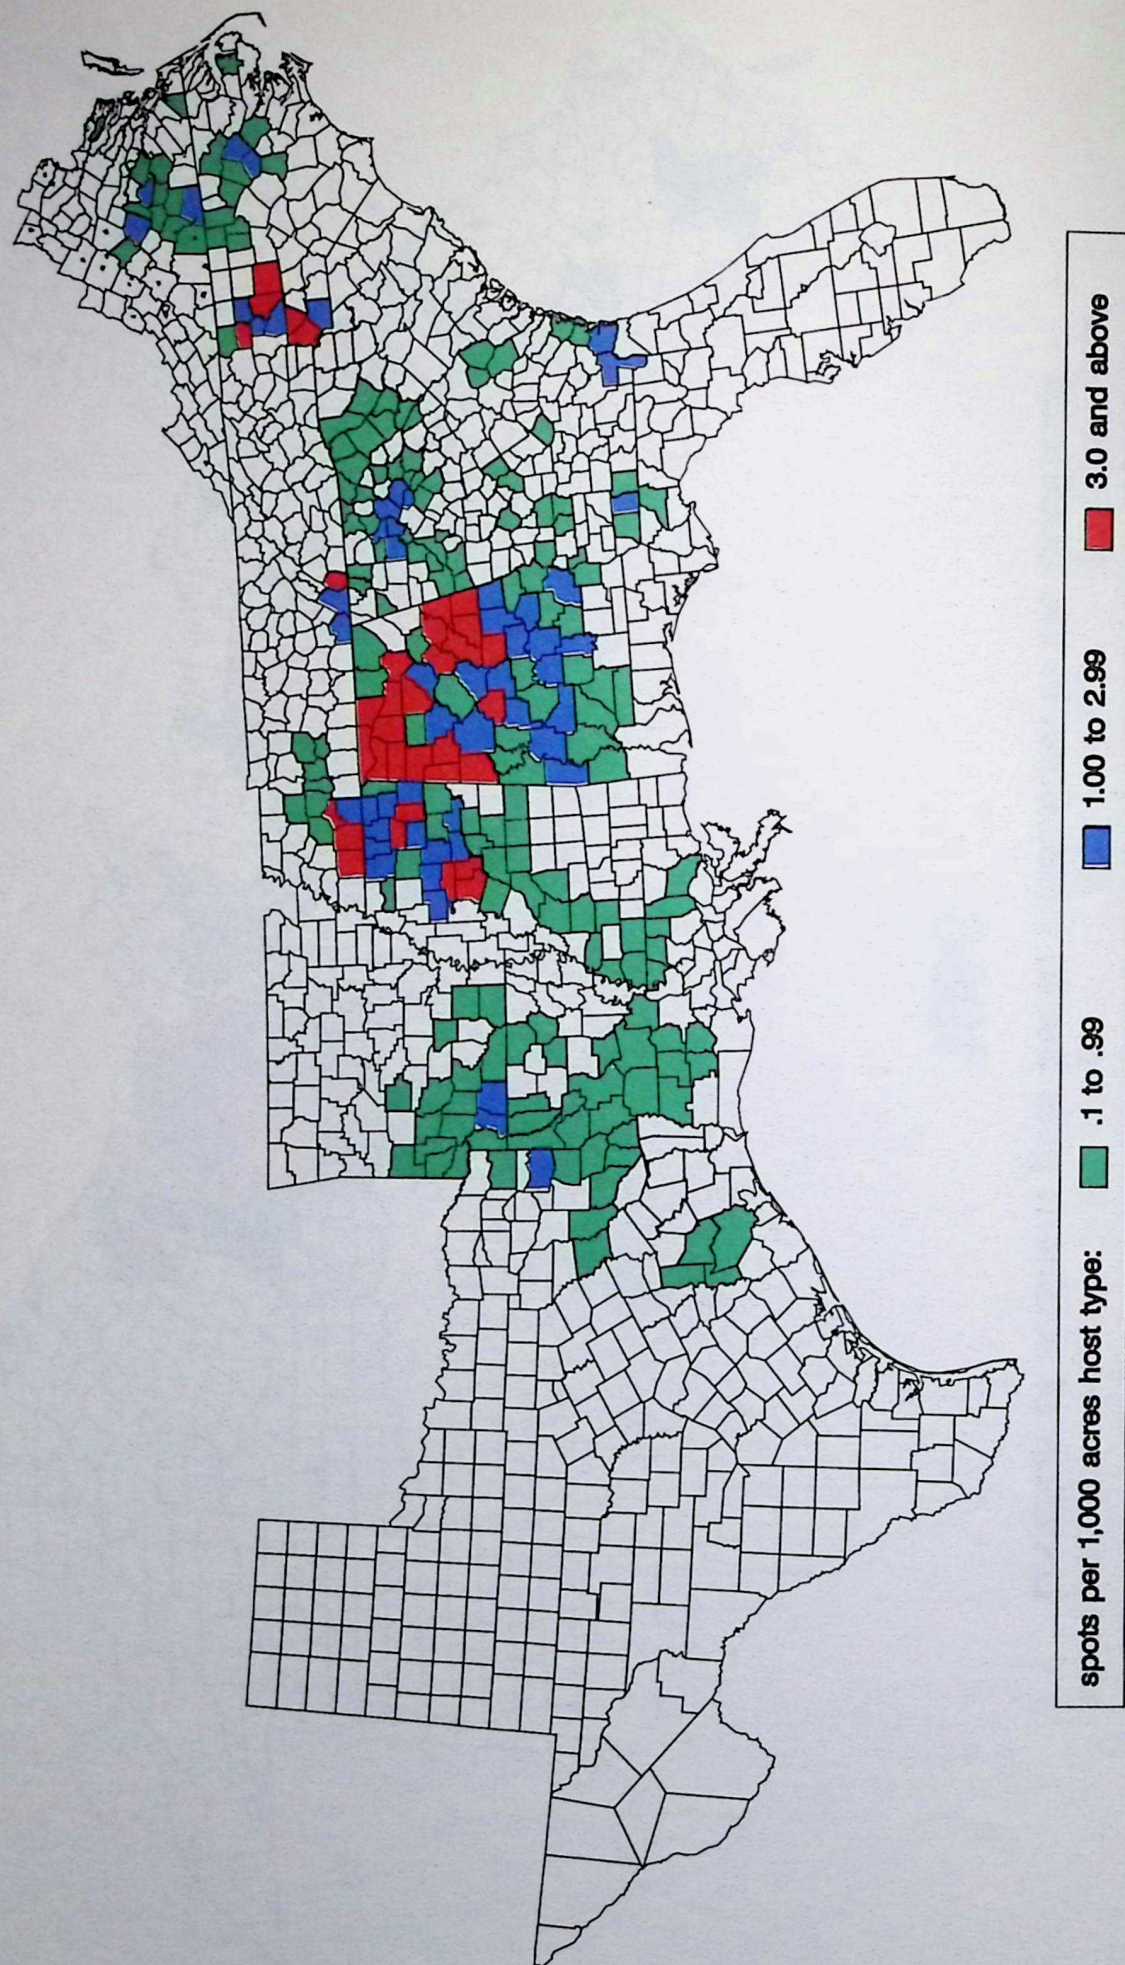 spots per 1,000 acres host type: .1 to .99 1.00 to 2.99 3.0 and above